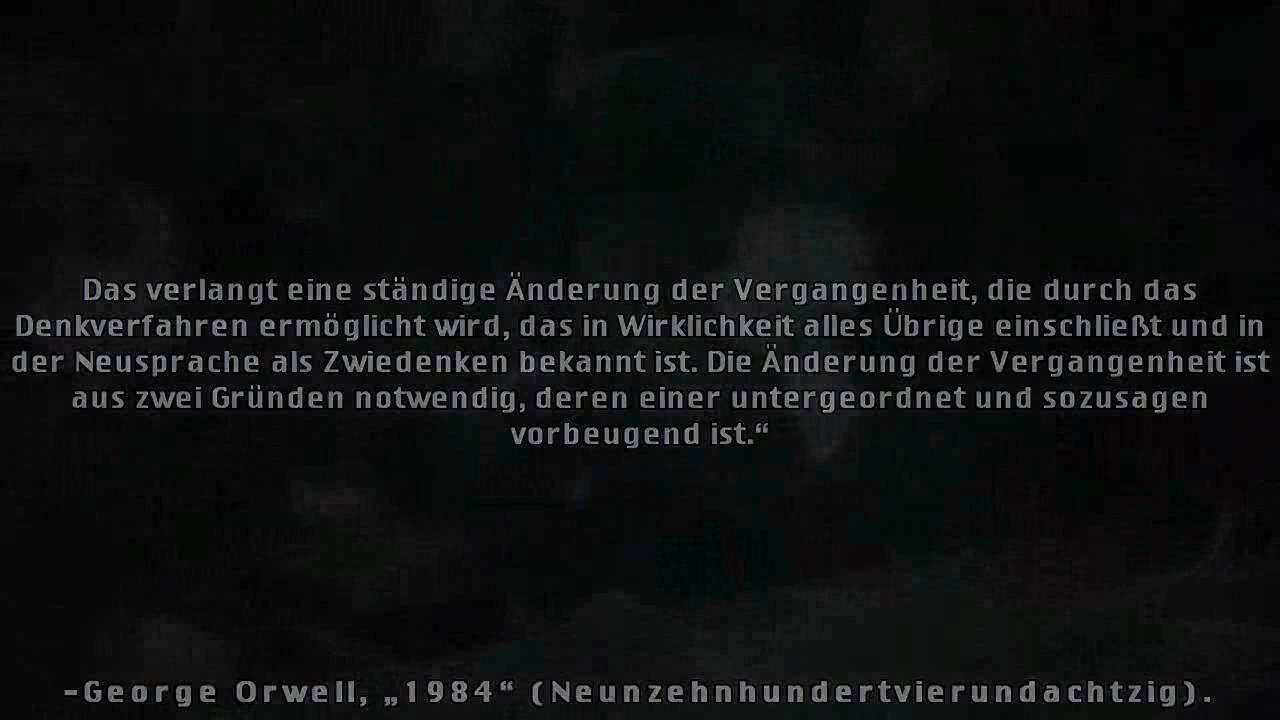 Das verlangt eine ständige Änderung der Vergangenheit, die durch das
Denkverfahren ermöglicht wird, das in Wirklichkeit alles Übrige einschließt und in
der Neusprache als Zwiedenken bekannt ist. Die Änderung der Vergangenheit ist
aus zwei Gründen notwendig, deren einer untergeordnet und sozusagen
vorbeugend ist.“
-George Orwell, „1984“ (Neunzehnhundertvierundachtzig).